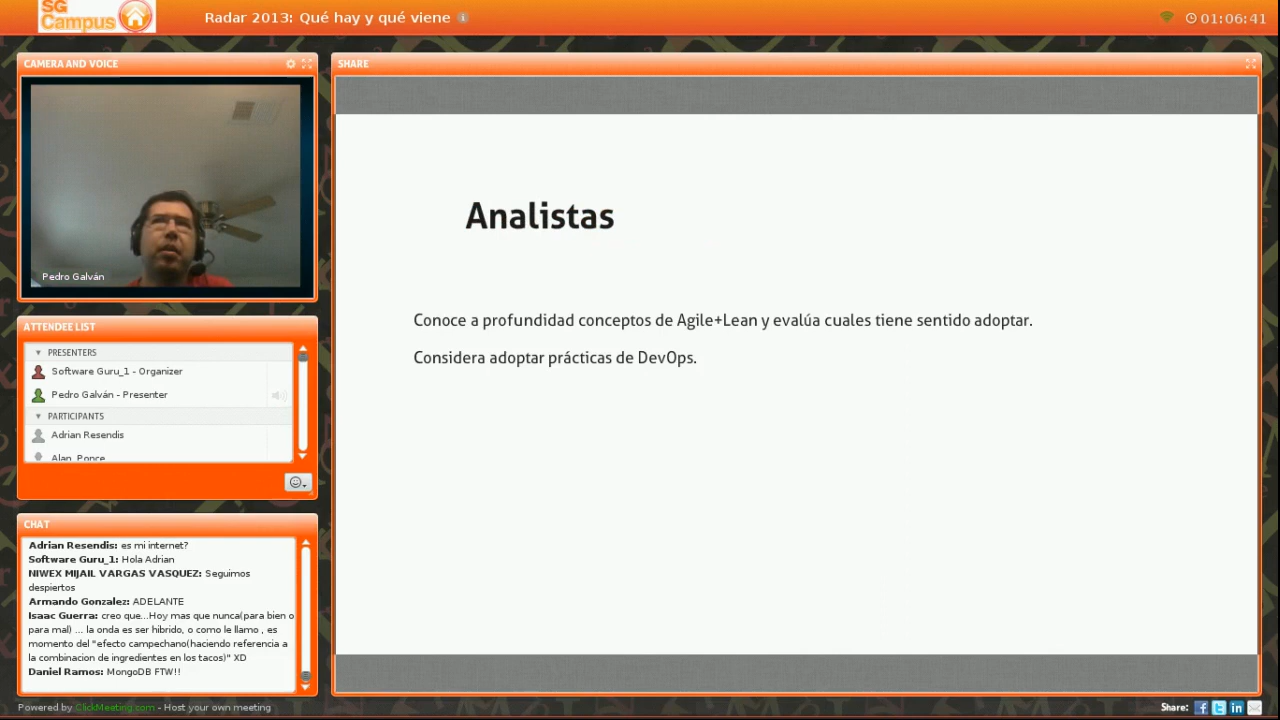 SG
Campus
Radar 2013: Qué hay y qué viene
01:06:41
CAMERA AND VOICE
Pedro Galván
SHARE
Analistas
Conoce a profundidad conceptos de Agile+Lean y evalúa cuales tiene sentido adoptar.
Considera adoptar prácticas de DevOps.
ATTENDEE LIST
PRESENTERS
Software Guru_1 - Organizer
Pedro Galván - Presenter
PARTICIPANTS
Adrian Resendis
Alan Ponce
CHAT
Adrian Resendis: es mi internet?
Software Guru_1: Hola Adrian
NIWEX MIJAIL VARGAS VASQUEZ: Seguimos
despiertos
Armando Gonzalez: ADELANTE
Isaac Guerra: creo que...Hoy mas que nunca(para bien o
para mal) ... la onda es ser hibrido, o como le llamo , es
momento del "efecto campechano(haciendo referencia a
la combinacion de ingredientes en los tacos)" XD
Daniel Ramos: MongoDB FTW!!
Powered by ClickMeeting.com - Host your own meeting
Share: